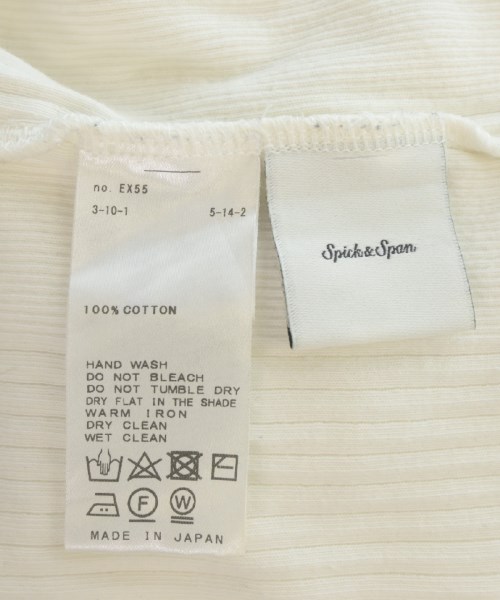 no. EX55
3-10-1 5-14-2
100% COTTON
HAND WASH
DO NOT BLEACH
DO NOT TUMBLE DRY
DRY FLAT IN THE SHADE
WARM IRON
DRY CLEAN
WET CLEAN
F W
MADE IN JAPAN
Spick&Span